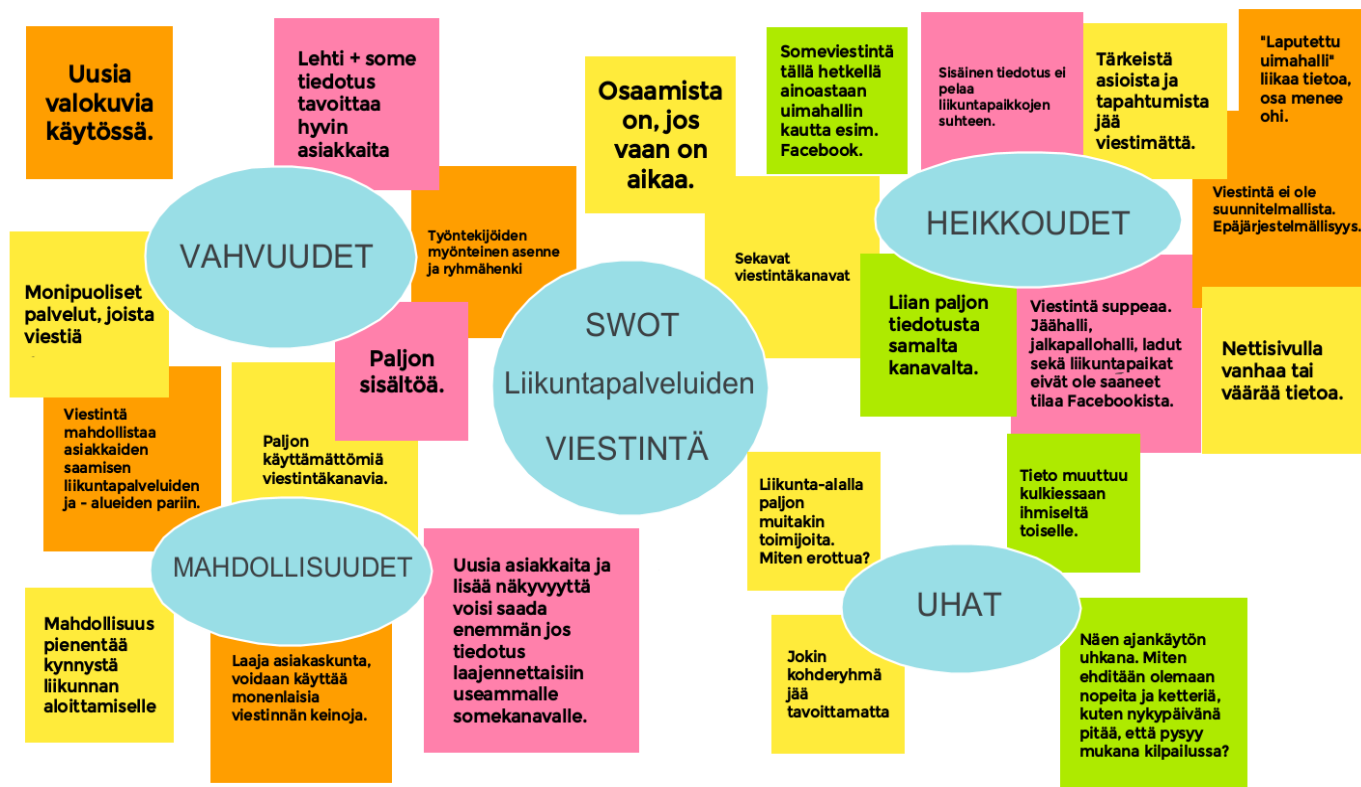 Uusia
valokuvia
käytössä.
Lehti + some
tiedotus
tavoittaa
hyvin
asiakkaita
VAHVUUDET
Työntekijöiden
myönteinen asenne
ja ryhmähenki
Monipuoliset
palvelut, joista
viestiä
Paljon
sisältöä.
Osaamista
on, jos
vaan on
aikaa.
Someviestintä
tällä hetkellä
ainoastaan
uimahallin
kautta esim.
Facebook.
Sisäinen tiedotus ei
pelaa
liikuntapaikkojen
suhteen.
Tärkeistä
asioista ja
tapahtumista
jää
viestimättä.
"Laputettu
uimahalli"
liikaa tietoa,
osa menee
ohi.
HEIKKOUDET
Viestintä ei ole
suunnitelmallista.
Epäjärjestelmällisyys.
Sekavat
viestintäkanavat
Liian paljon
tiedotusta
samalta
kanavalta.
Viestintä suppeaa.
Jäähalli,
jalkapallohalli, ladut
sekä liikuntapaikat
eivät ole saaneet
tilaa Facebookista.
Nettisivulla
vanhaa tai
väärää tietoa.
SWOT
Liikuntapalveluiden
VIESTINTÄ
Viestintä
mahdollistaa
asiakkaiden
saamisen
liikuntapalveluiden
ja - alueiden pariin.
Paljon
käyttämättömiä
viestintäkanavia.
MAHDOLLISUUDET
Mahdollisuus
pienentää
kynnystä
liikunnan
aloittamiselle
Laaja asiakaskunta,
voidaan käyttää
monenlaisia
viestinnän keinoja.
Uusia asiakkaita ja
lisää näkyvyyttä
voisi saada
enemmän jos
tiedotus
laajennettaisiin
useammalle
somekanavalle.
Liikunta-alalla
paljon
muitakin
toimijoita.
Miten erottua?
Tieto muuttuu
kulkiessaan
ihmiseltä
toiselle.
UHAT
Jokin
kohderyhmä
jää
tavoittamatta
Näen ajankäytön
uhkana. Miten
ehditään olemaan
nopeita ja ketteriä,
kuten nykypäivänä
pitää, että pysyy
mukana kilpailussa?